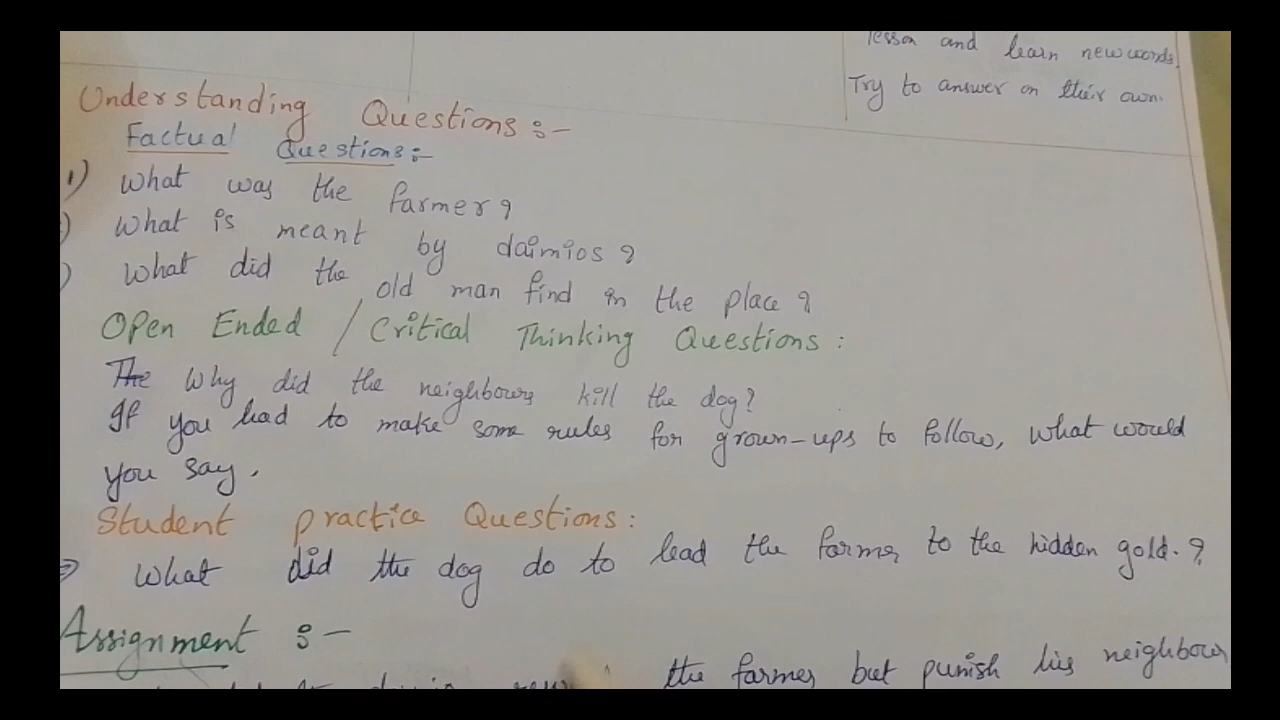 lesson and learn new words.
Try to answer on their own.
Understanding Questions :-
Factual Questions :-
1) What was the farmer?
) What is meant by daimios?
) What did the old man find in the place?
Open Ended / Critical Thinking Questions :
The Why did the neighbours kill the dog?
If you had to make some rules for grown-ups to follow, what would
you say.
Student practice Questions :
What did the dog do to lead the farmer to the hidden gold.?
Assignment :-
the farmer but punish his neighbour